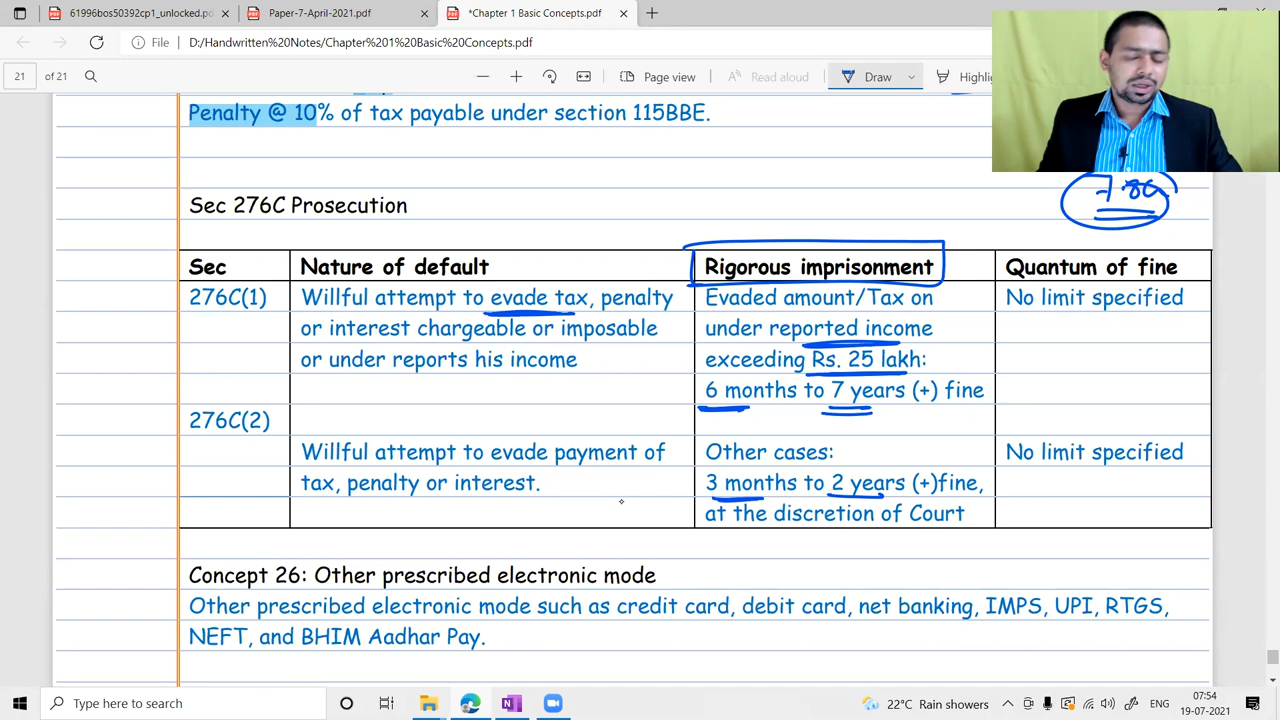 61996bos50392cp1_unlocked.pd
Paper-7-April-2021.pdf
*Chapter 1 Basic Concepts.pdf
File D:/Handwritten%20Notes/Chapter%201%20Basic%20Concepts.pdf
21 of 21
Page view
Read aloud
Draw
Highli
Penalty @ 10% of tax payable under section 115BBE.
Sec 276C Prosecution
Sec Nature of default Rigorous imprisonment Quantum of fine
276C(1) Willful attempt to evade tax, penalty Evaded amount/Tax on No limit specified
or interest chargeable or imposable under reported income
or under reports his income exceeding Rs. 25 lakh:
6 months to 7 years (+) fine
276C(2)
Willful attempt to evade payment of Other cases: No limit specified
tax, penalty or interest. 3 months to 2 years (+)fine,
at the discretion of Court
Concept 26: Other prescribed electronic mode
Other prescribed electronic mode such as credit card, debit card, net banking, IMPS, UPI, RTGS,
NEFT, and BHIM Aadhar Pay.
Type here to search
22°C Rain showers
ENG
07:54
19-07-2021